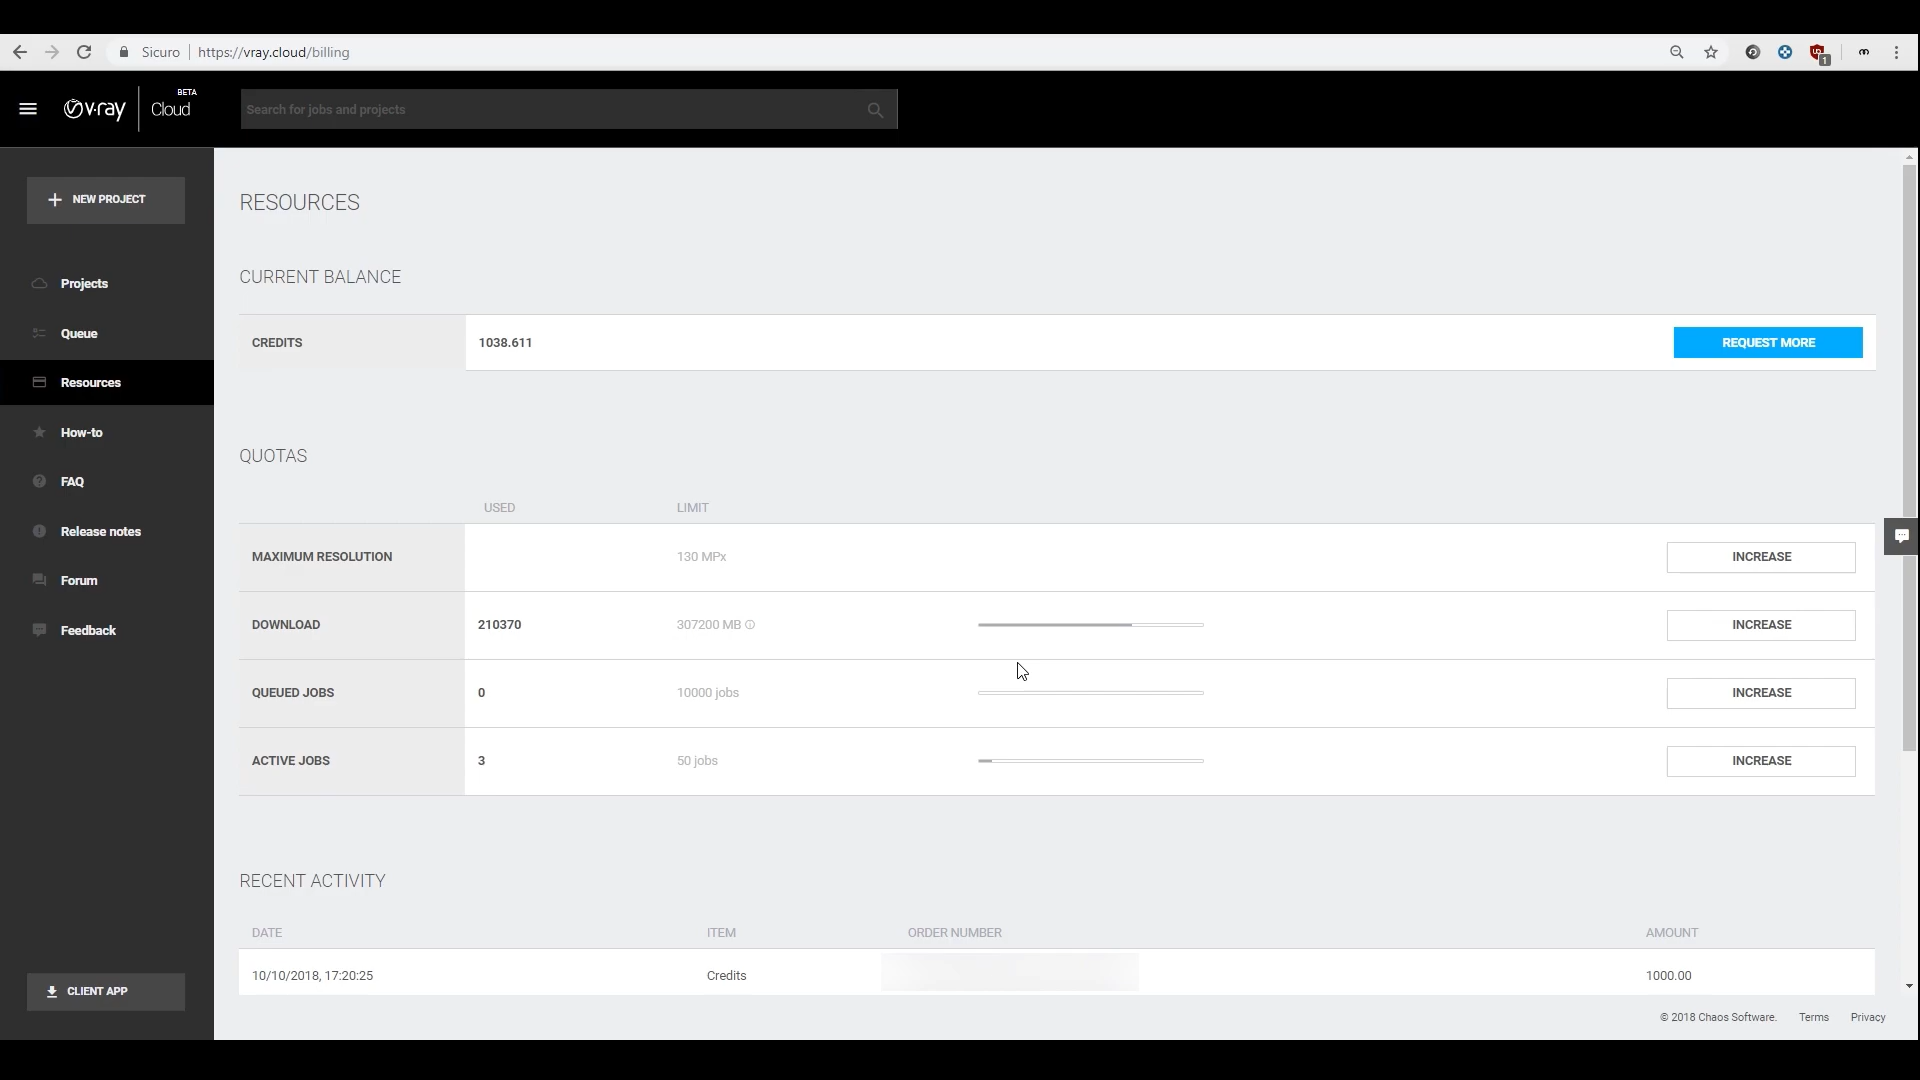 Sicuro https://vray.cloud/billing
1
v·ray Cloud BETA
Search for jobs and projects
NEW PROJECT
Projects
Queue
Resources
How-to
FAQ
Release notes
Forum
Feedback
CLIENT APP
RESOURCES
CURRENT BALANCE
CREDITS 1038.611 REQUEST MORE
QUOTAS
USED LIMIT
MAXIMUM RESOLUTION 130 MPx INCREASE
DOWNLOAD 210370 307200 MB INCREASE
QUEUED JOBS 0 10000 jobs INCREASE
ACTIVE JOBS 3 50 jobs INCREASE
RECENT ACTIVITY
DATE ITEM ORDER NUMBER AMOUNT
10/10/2018, 17:20:25 Credits 1000.00
© 2018 Chaos Software. Terms Privacy